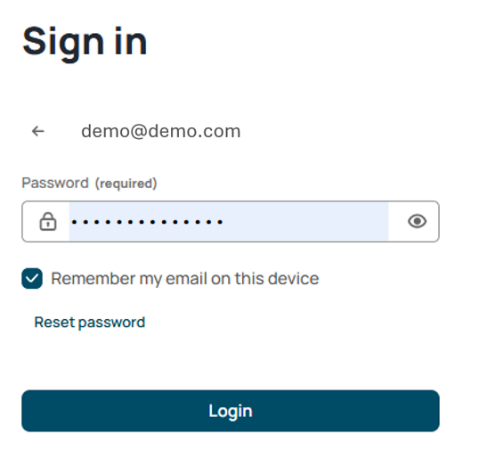 Sign in
← demo@demo.com
Password (required)
••••••••••••••
Remember my email on this device
Reset password
Login